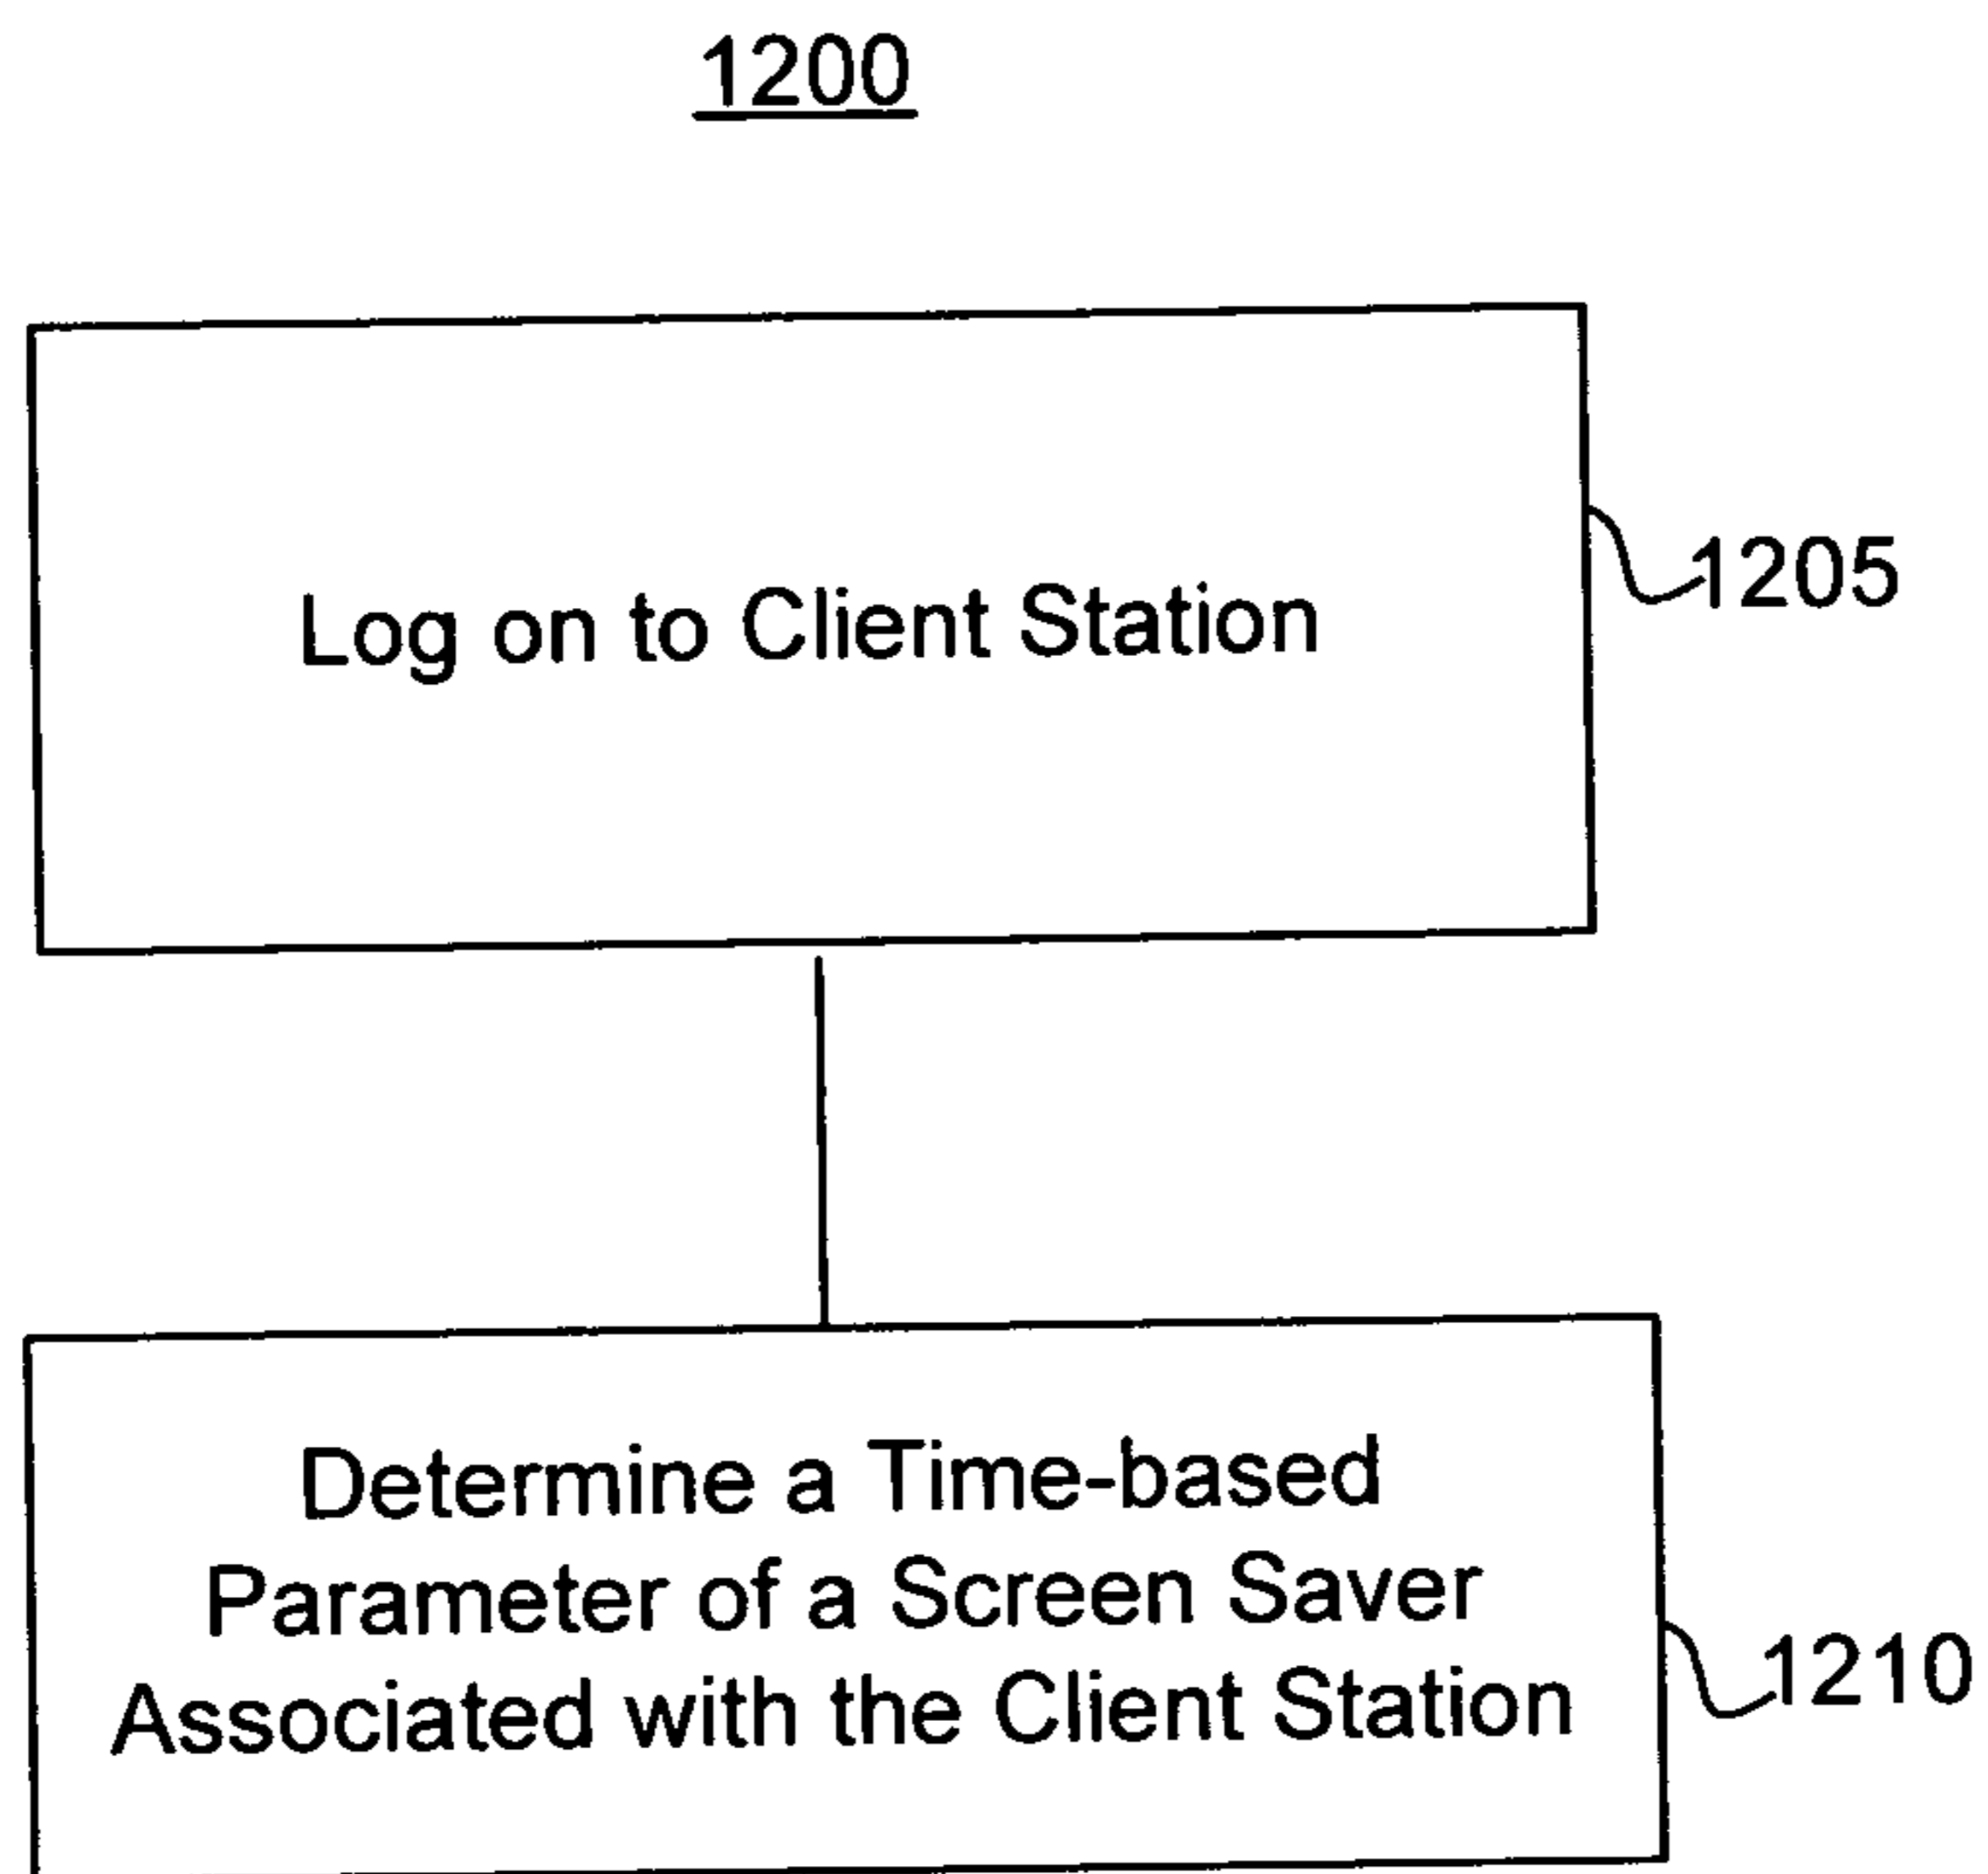 1200
Log on to Client Station
1205
Determine a Time-based
Parameter of a Screen Saver
Associated with the Client Station
1210